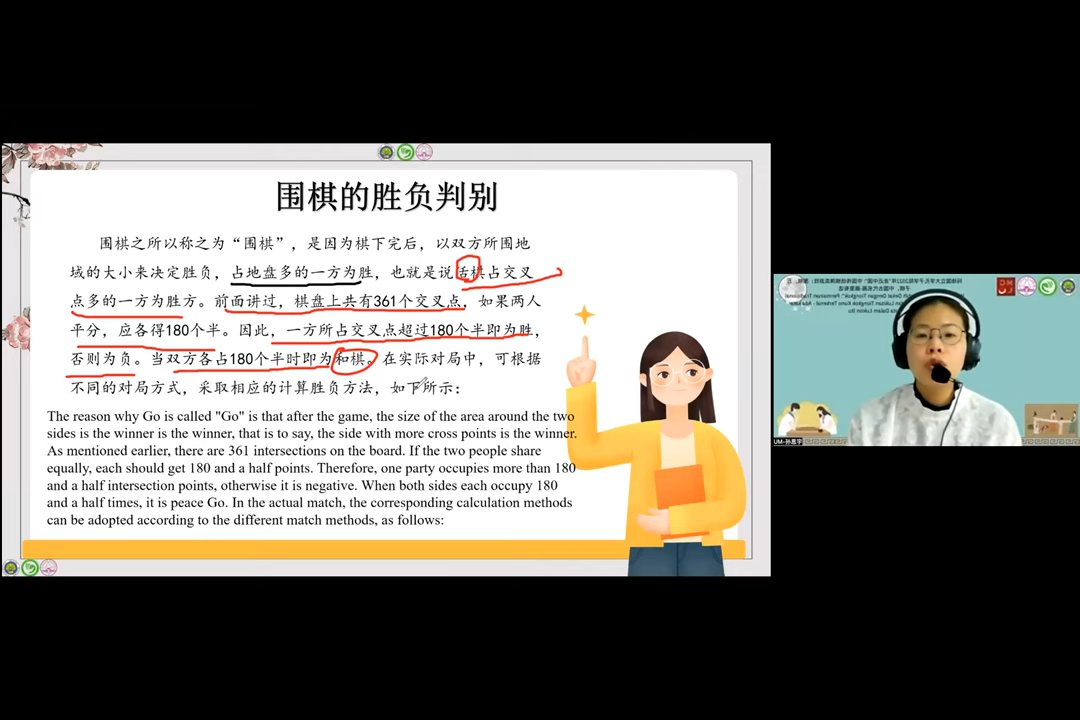 围棋的胜负判别
围棋之所以称之为“围棋”，是因为棋下完后，以双方所围地
域的大小来决定胜负，占地盘多的一方为胜，也就是说活棋占交叉
点多的一方为胜方。前面讲过，棋盘上共有361个交叉点，如果两人
平分，应各得180个半。因此，一方所占交叉点超过180个半即为胜，
否则为负。当双方各占180个半时即为和棋。在实际对局中，可根据
不同的对局方式，采取相应的计算胜负方法，如下所示：
The reason why Go is called "Go" is that after the game, the size of the area around the two
sides is the winner is the winner, that is to say, the side with more cross points is the winner.
As mentioned earlier, there are 361 intersections on the board. If the two people share
equally, each should get 180 and a half points. Therefore, one party occupies more than 180
and a half intersection points, otherwise it is negative. When both sides each occupy 180
and a half times, it is peace Go. In the actual match, the corresponding calculation methods
can be adopted according to the different match methods, as follows: